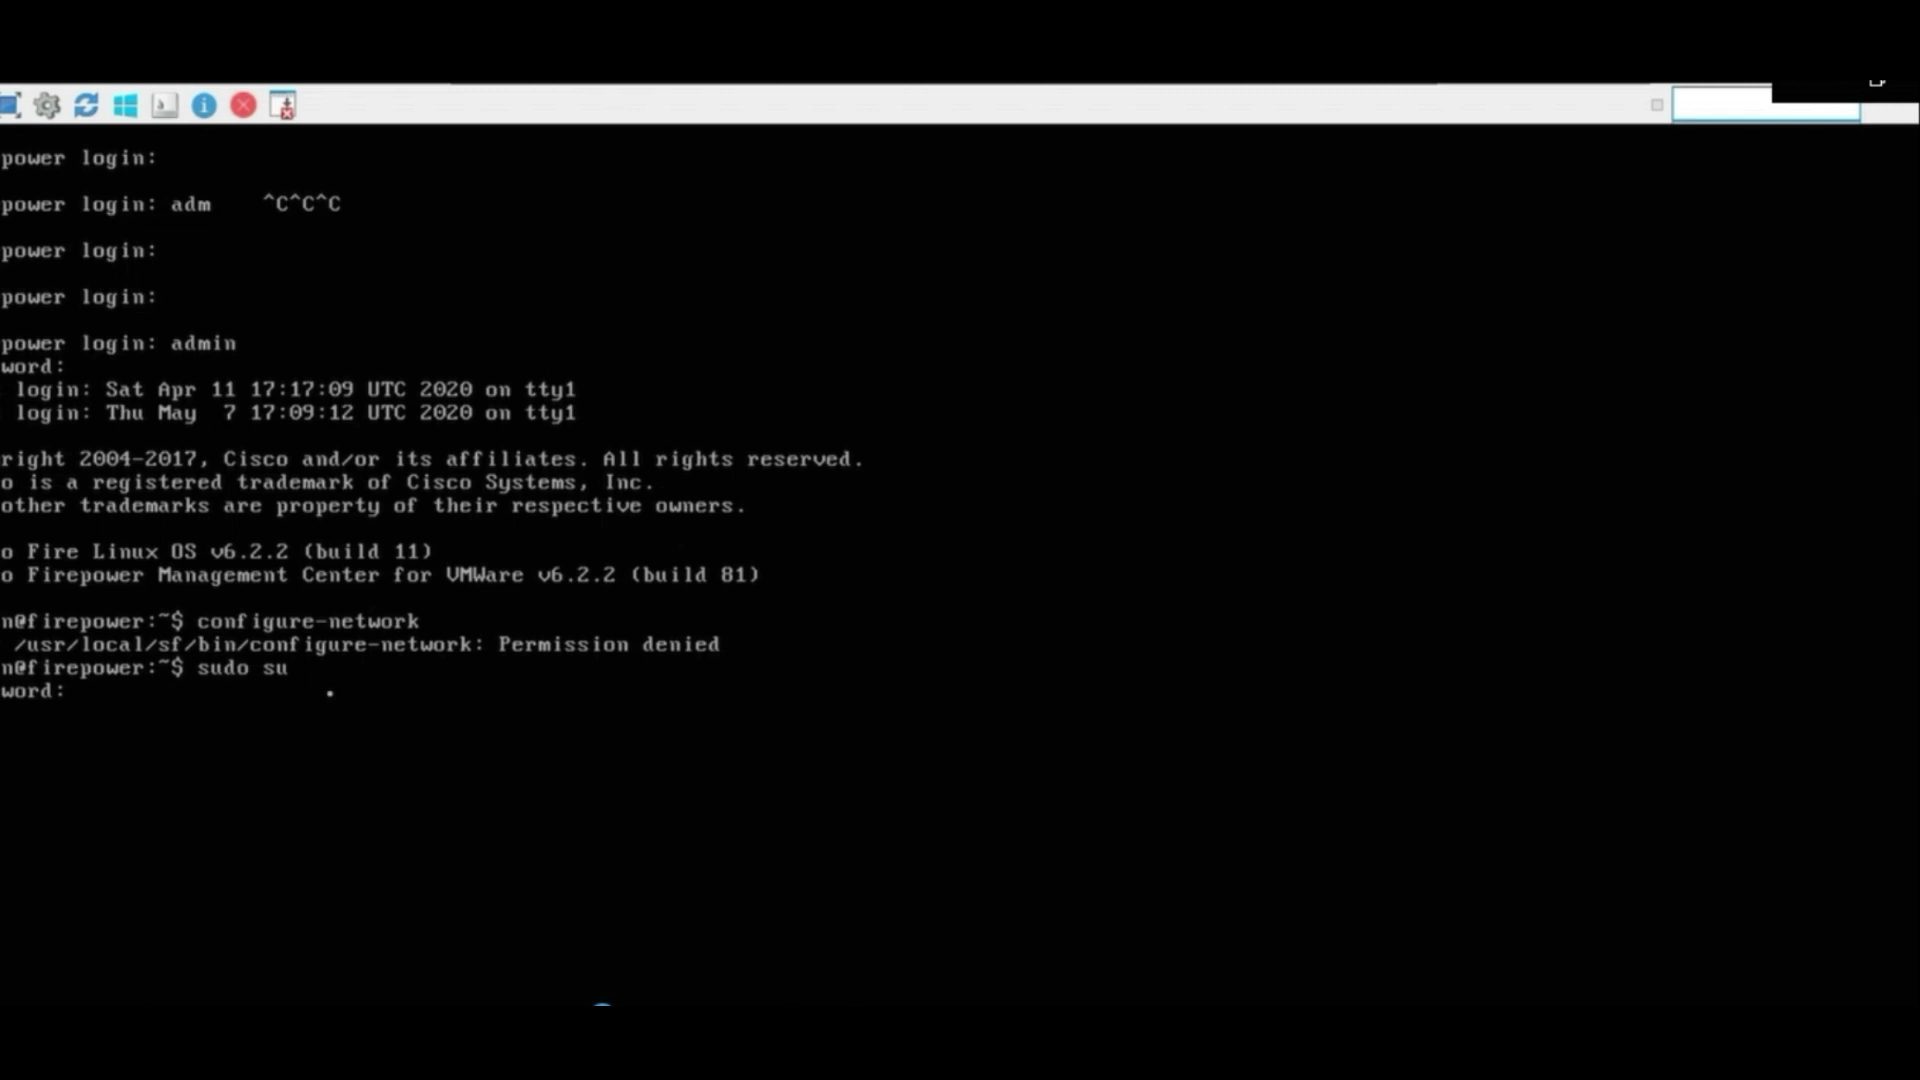 power login:
power login: adm    ^C^C^C
power login:
power login:
power login: admin
word:
login: Sat Apr 11 17:17:09 UTC 2020 on tty1
login: Thu May  7 17:09:12 UTC 2020 on tty1
right 2004-2017, Cisco and/or its affiliates. All rights reserved.
o is a registered trademark of Cisco Systems, Inc.
other trademarks are property of their respective owners.
o Fire Linux OS v6.2.2 (build 11)
o Firepower Management Center for VMWare v6.2.2 (build 81)
n@firepower:~$ configure-network
/usr/local/sf/bin/configure-network: Permission denied
n@firepower:~$ sudo su
word: